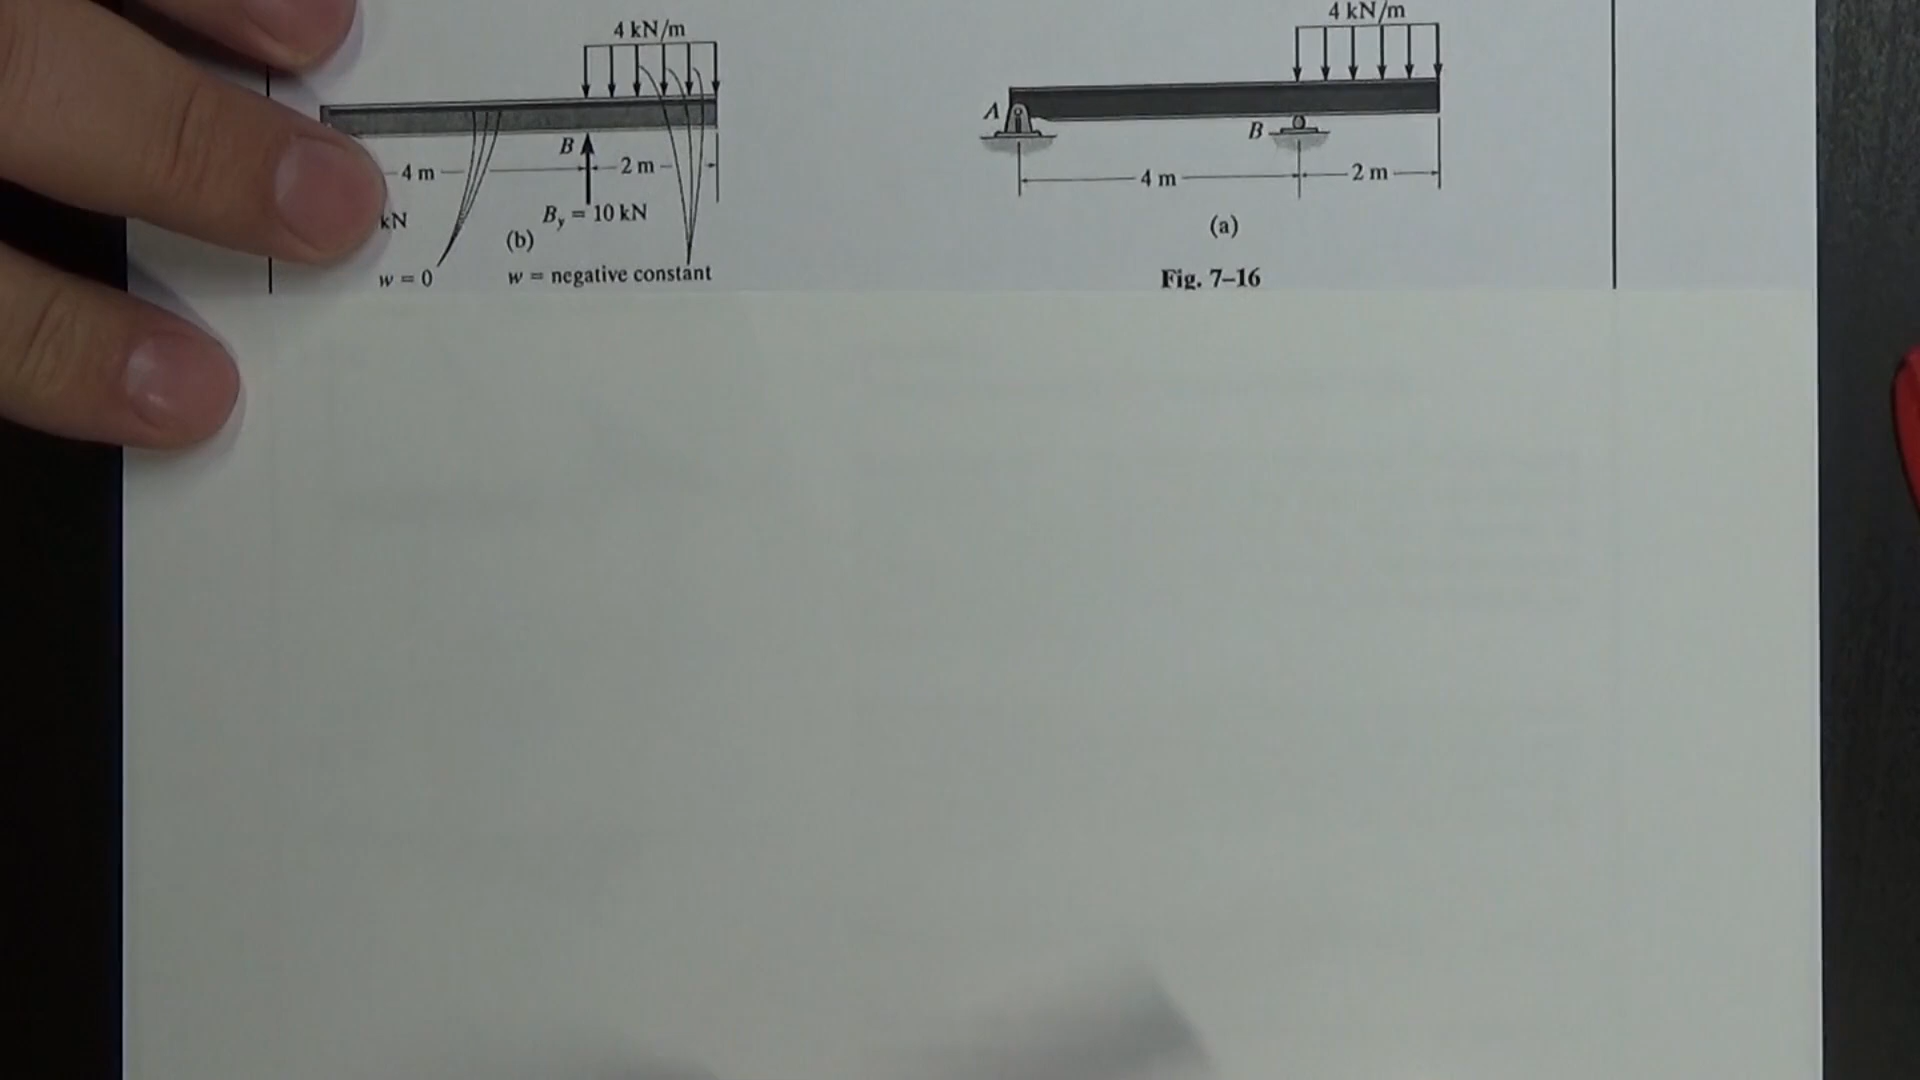 4 kN/m
B
4 m
2 m
kN
B_y = 10 kN
(b)
w = 0
w = negative constant
4 kN/m
A
B
4 m
2 m
(a)
Fig. 7–16